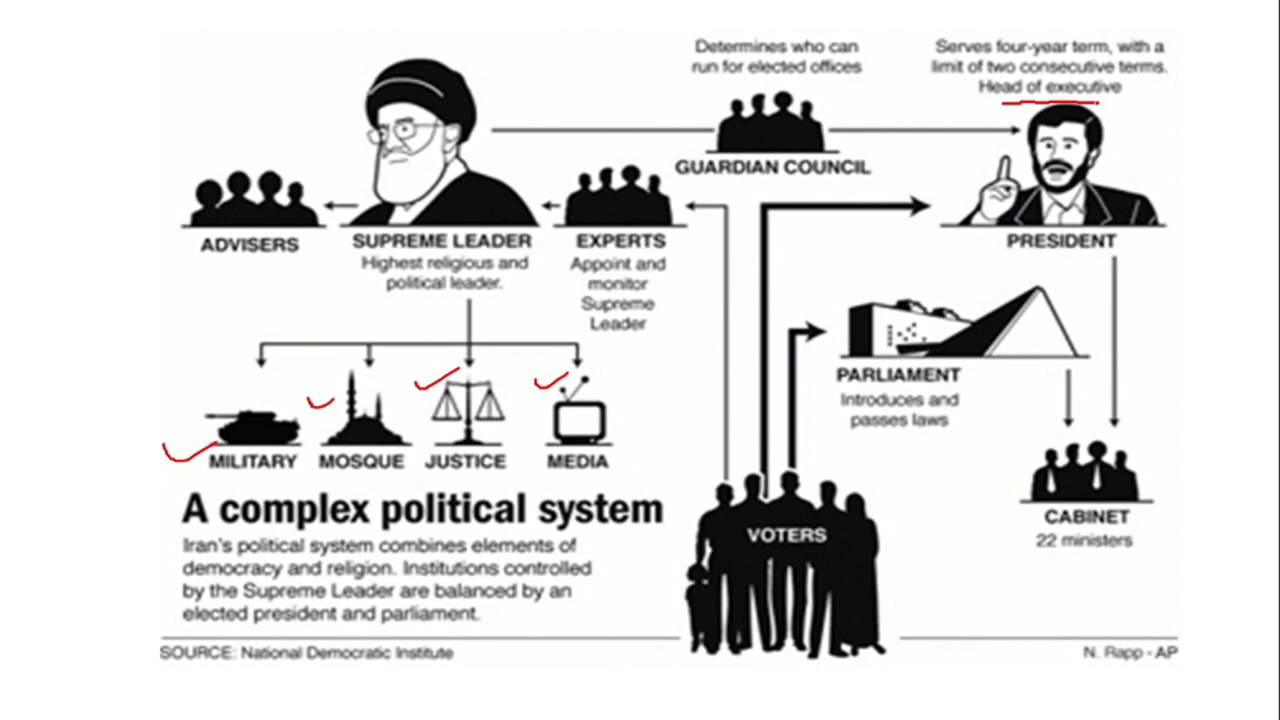 Determines who can
run for elected offices
Serves four-year term, with a
limit of two consecutive terms.
Head of executive
GUARDIAN COUNCIL
ADVISERS
SUPREME LEADER
Highest religious and
political leader.
EXPERTS
Appoint and
monitor
Supreme
Leader
PRESIDENT
PARLIAMENT
Introduces and
passes laws
MILITARY
MOSQUE
JUSTICE
MEDIA
CABINET
22 ministers
VOTERS
A complex political system
Iran's political system combines elements of
democracy and religion. Institutions controlled
by the Supreme Leader are balanced by an
elected president and parliament.
SOURCE: National Democratic Institute
N. Rapp - AP